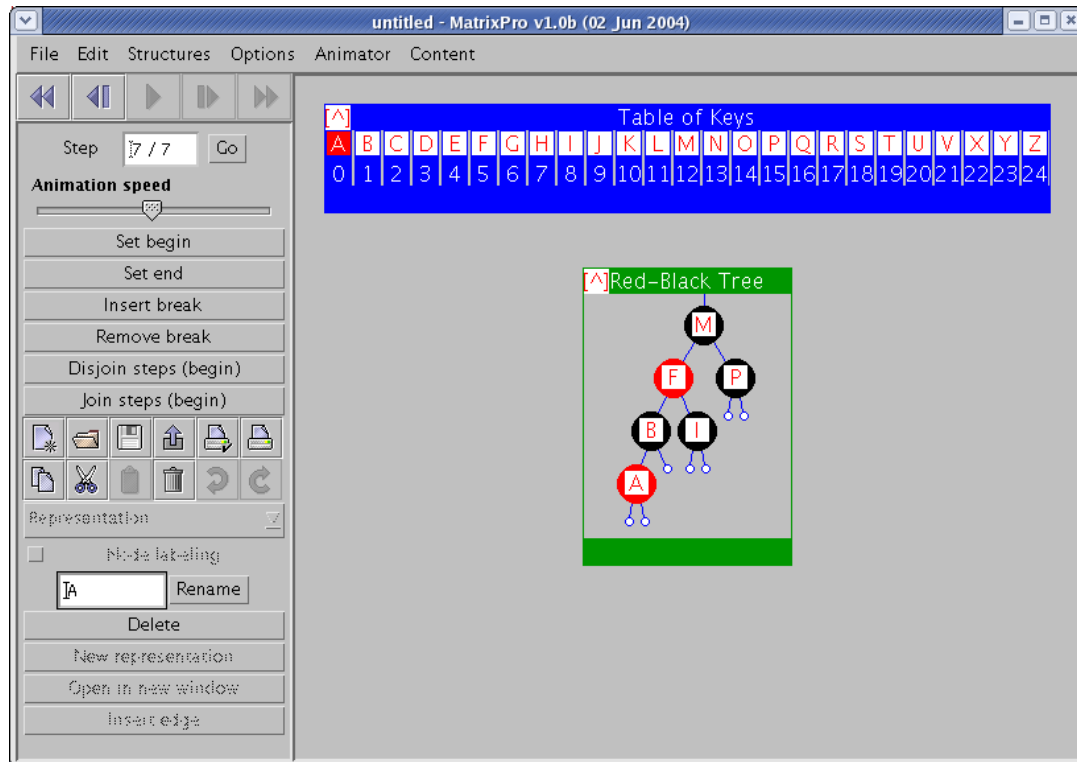 untitled - MatrixPro v1.0b (02 Jun 2004)
File Edit Structures Options Animator Content
Step 7 / 7 Go
Animation speed
Set begin
Set end
Insert break
Remove break
Disjoin steps (begin)
Join steps (begin)
Representation
Node labeling
A Rename
Delete
New representation
Open in new window
Insert edge
[^] Table of Keys
A B C D E F G H I J K L M N O P Q R S T U V X Y Z
0 1 2 3 4 5 6 7 8 9 10 11 12 13 14 15 16 17 18 19 20 21 22 23 24
[^] Red-Black Tree
M
F P
B I
A